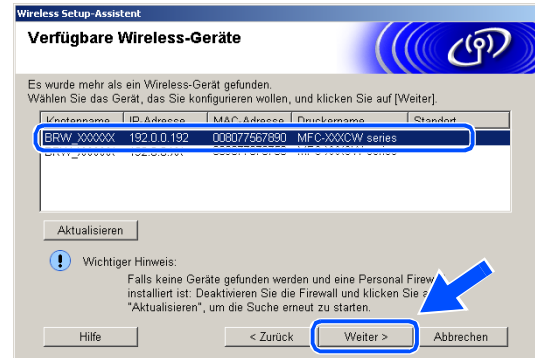 Wireless Setup-Assistent
Verfügbare Wireless-Geräte
Es wurde mehr als ein Wireless-Gerät gefunden.
Wählen Sie das Gerät, das Sie konfigurieren wollen, und klicken Sie auf [Weiter].
Knotenname IP-Adresse MAC-Adresse Druckername Standort
BRW_XXXXXX 192.0.0.192 008077567890 MFC-XXXCW series
Aktualisieren
Wichtiger Hinweis:
Falls keine Geräte gefunden werden und eine Personal
installiert ist: Deaktivieren Sie die Firewall und klicken Sie
"Aktualisieren", um die Suche erneut zu starten.
Hilfe < Zurück Weiter > Abbrechen